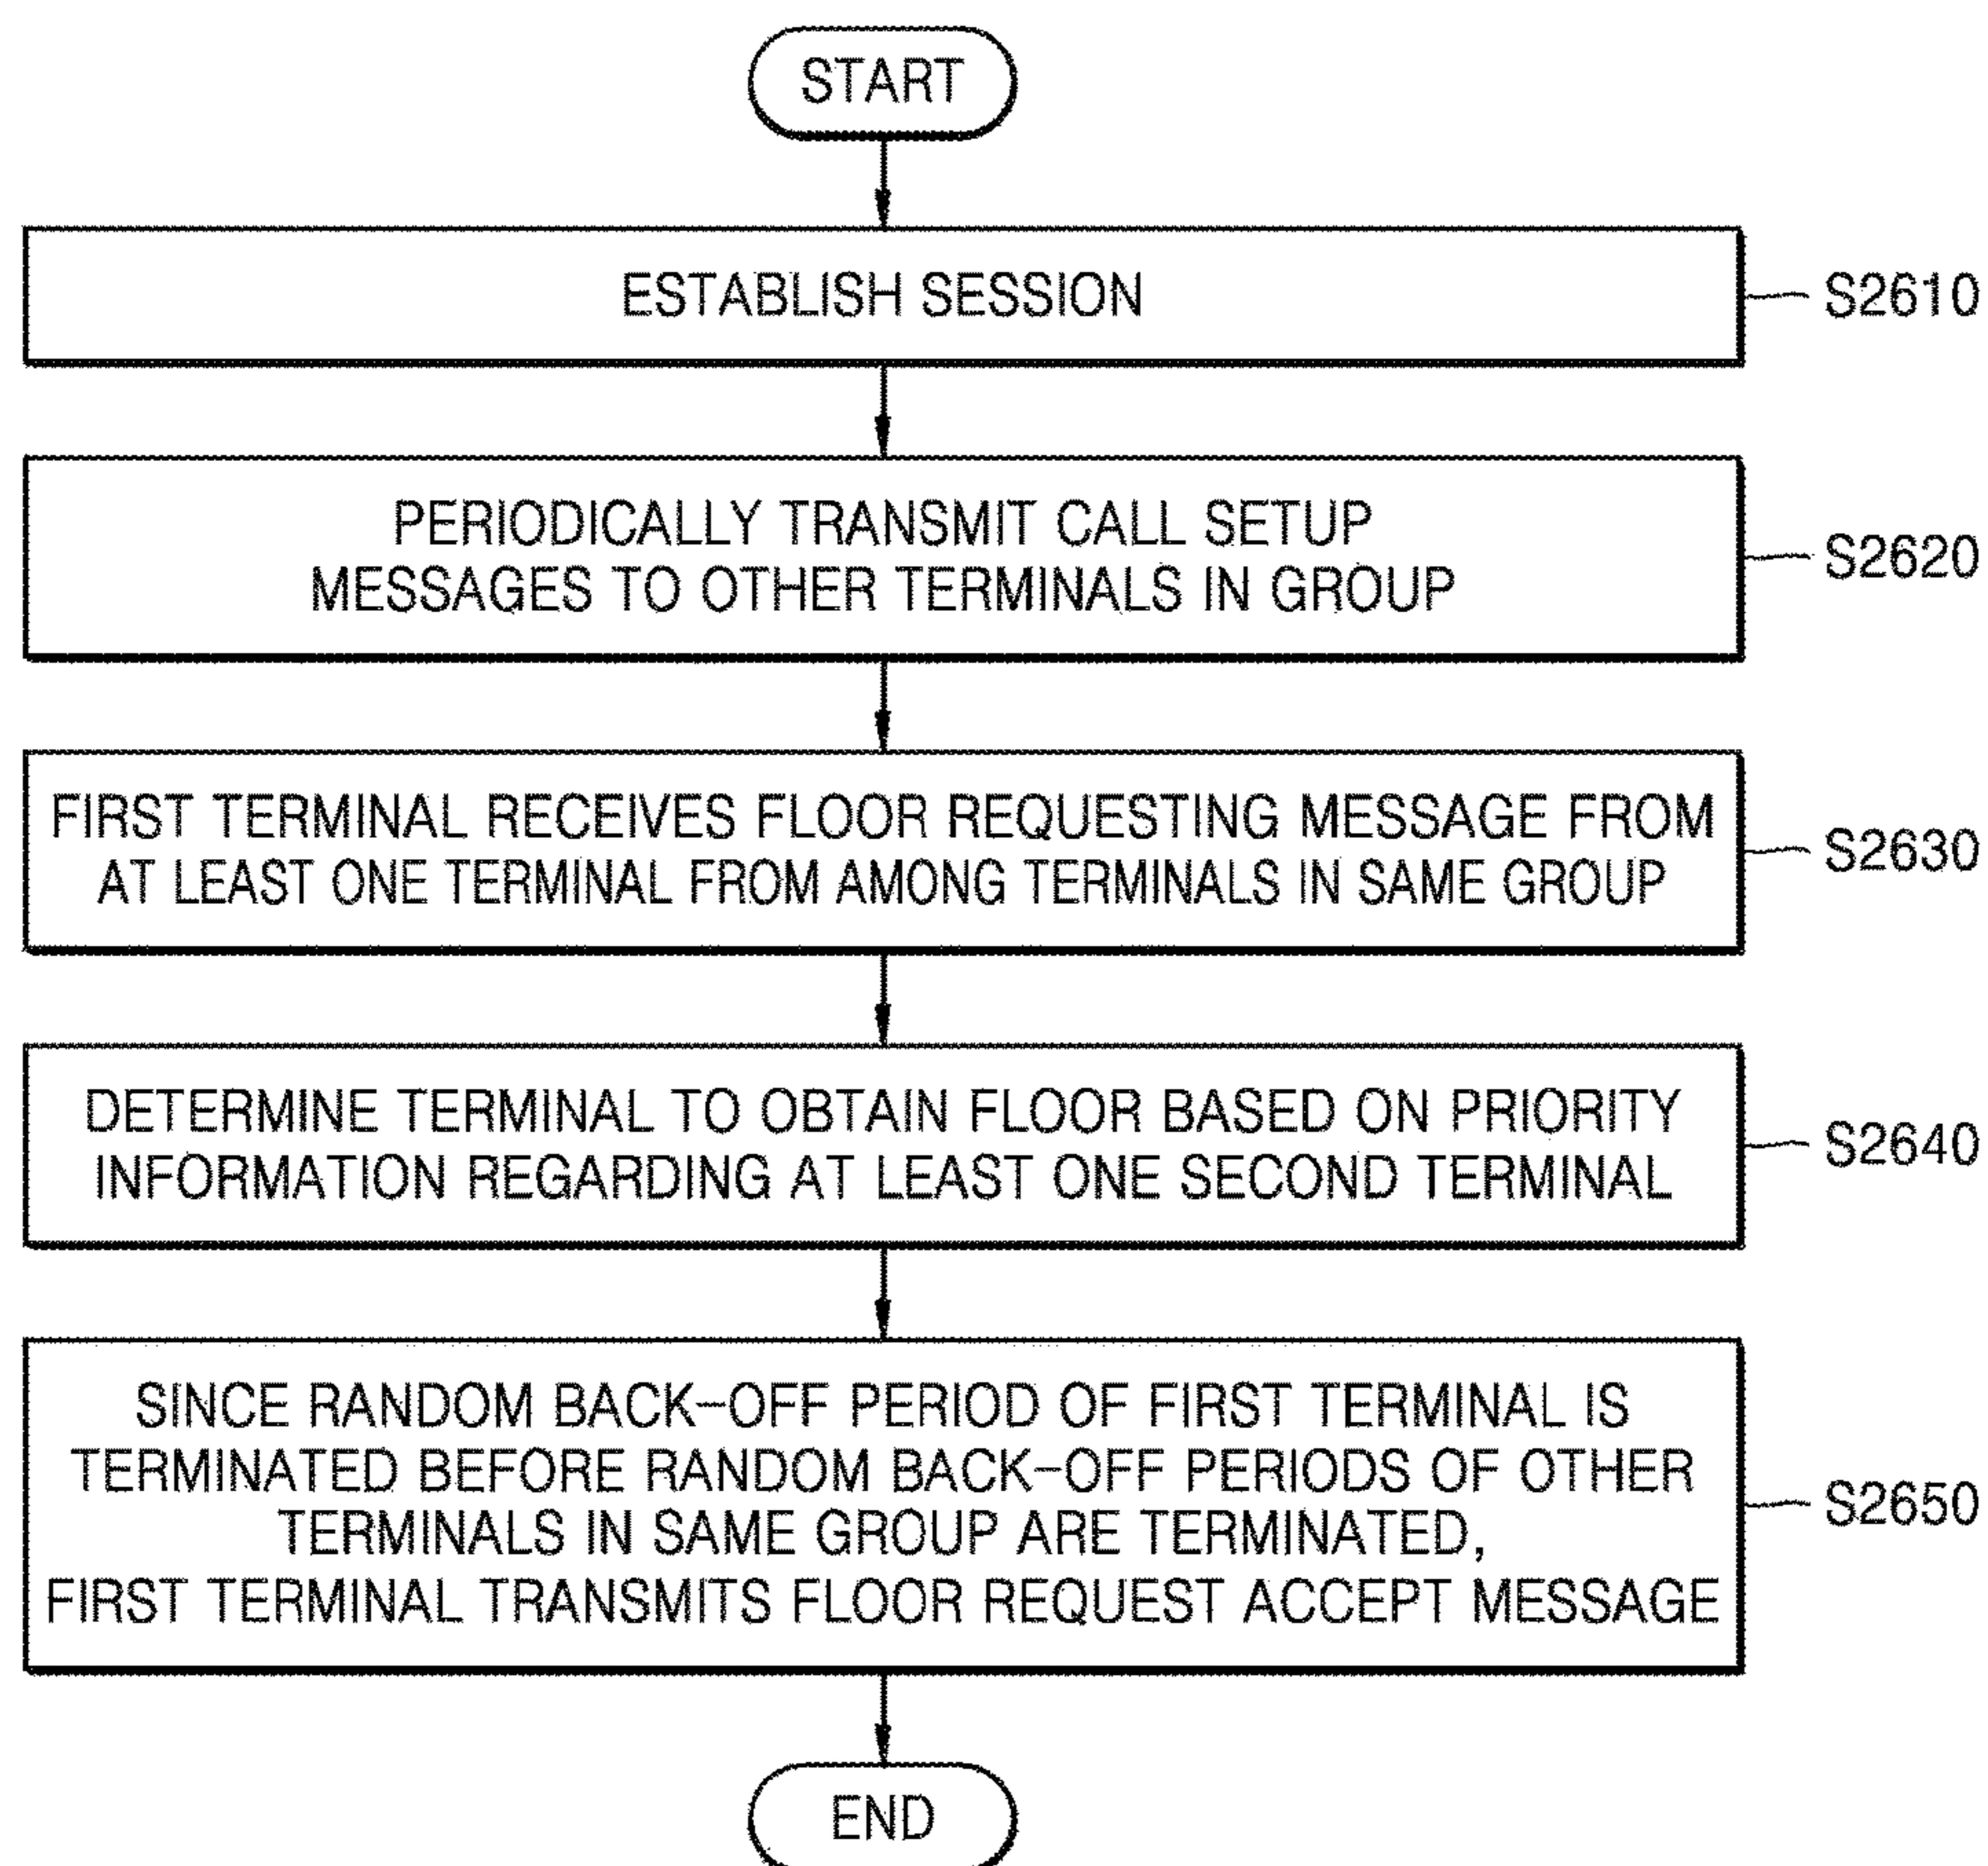 START
ESTABLISH SESSION
S2610
PERIODICALLY TRANSMIT CALL SETUP
MESSAGES TO OTHER TERMINALS IN GROUP
S2620
FIRST TERMINAL RECEIVES FLOOR REQUESTING MESSAGE FROM
AT LEAST ONE TERMINAL FROM AMONG TERMINALS IN SAME GROUP
S2630
DETERMINE TERMINAL TO OBTAIN FLOOR BASED ON PRIORITY
INFORMATION REGARDING AT LEAST ONE SECOND TERMINAL
S2640
SINCE RANDOM BACK-OFF PERIOD OF FIRST TERMINAL IS
TERMINATED BEFORE RANDOM BACK-OFF PERIODS OF OTHER
TERMINALS IN SAME GROUP ARE TERMINATED,
FIRST TERMINAL TRANSMITS FLOOR REQUEST ACCEPT MESSAGE
S2650
END